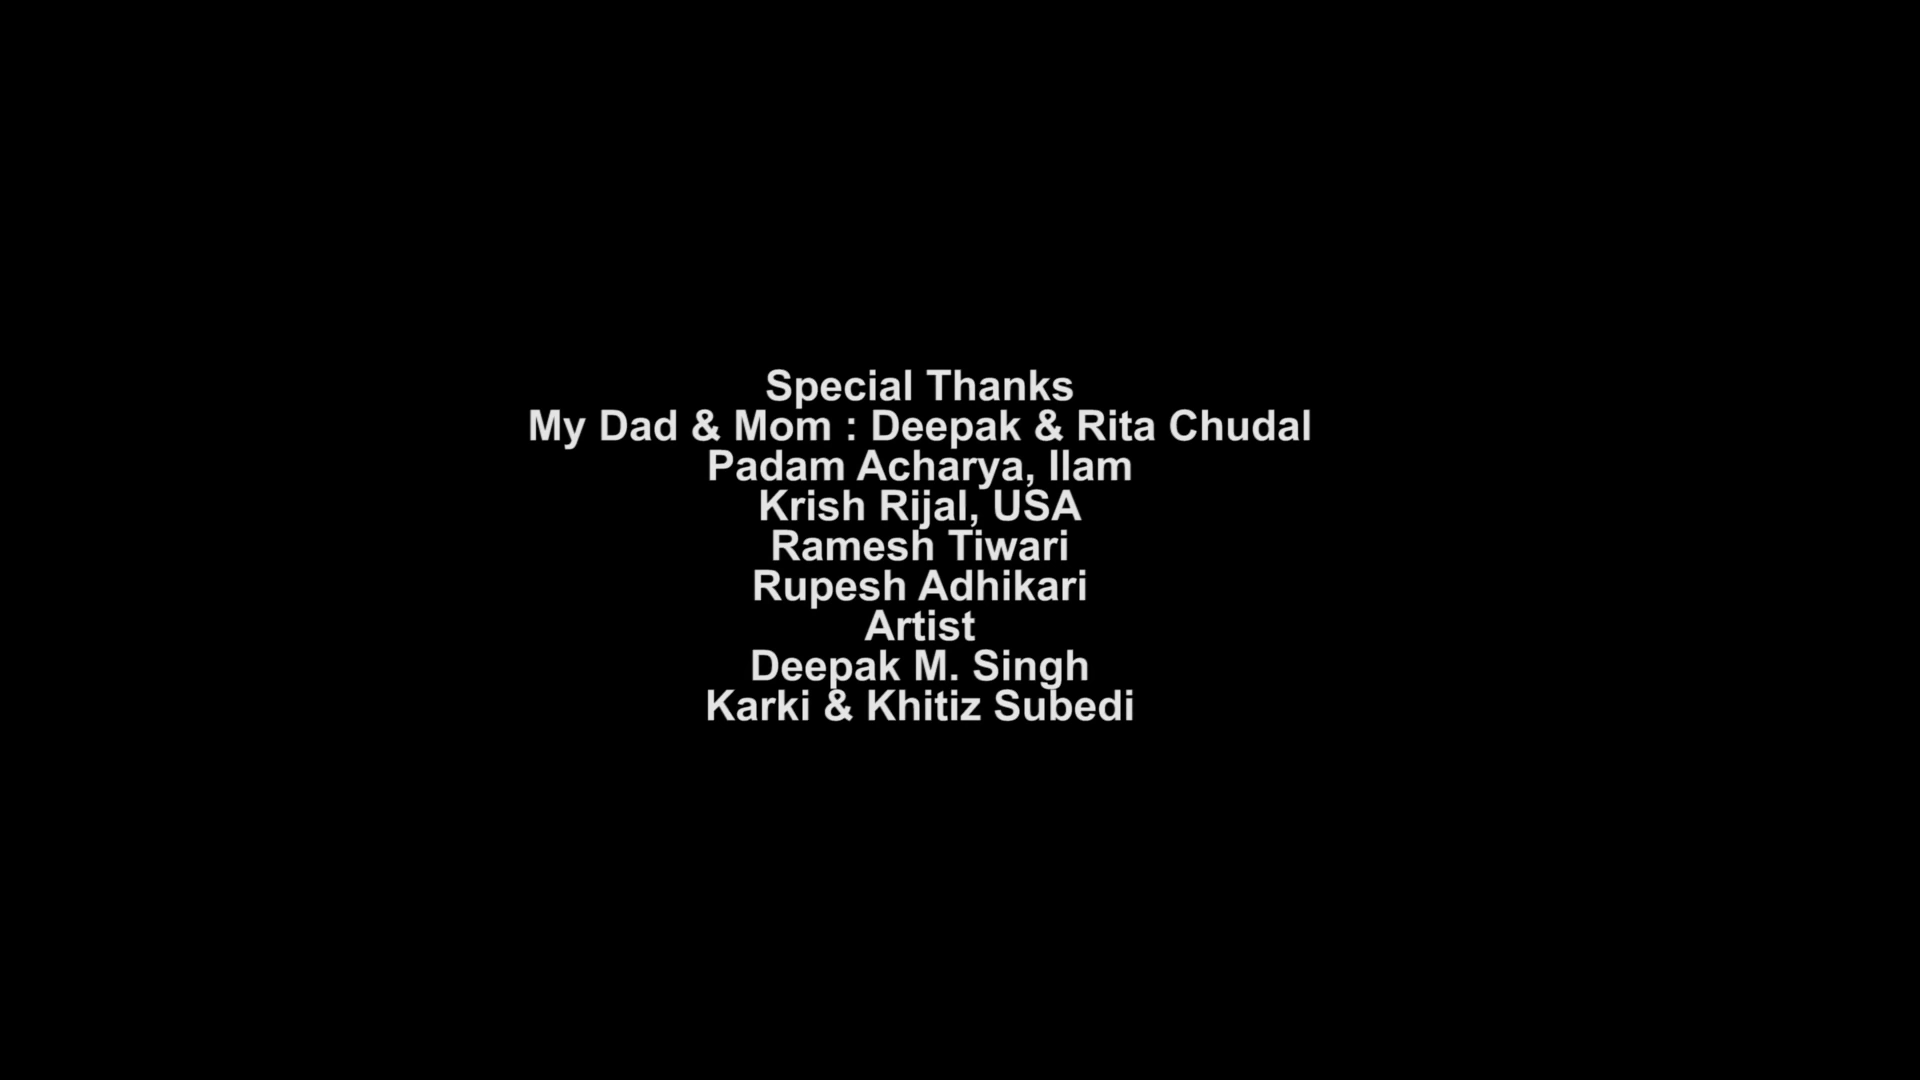 Special Thanks
My Dad & Mom : Deepak & Rita Chudal
Padam Acharya, Ilam
Krish Rijal, USA
Ramesh Tiwari
Rupesh Adhikari
Artist
Deepak M. Singh
Karki & Khitiz Subedi